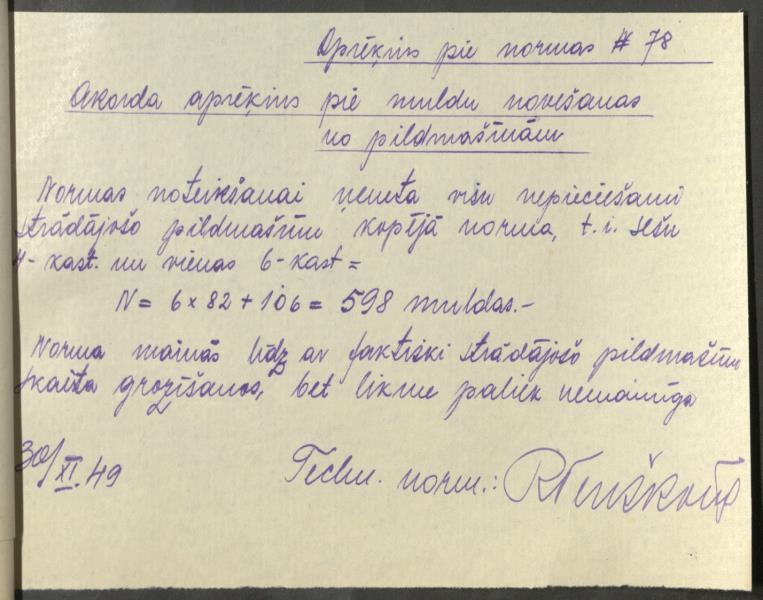 Aprēķins pie normas # 78
Akorda aprēķins pie muldu novešanas
no pildmašīnām
Normas noteikšanai ņemta višu nepieciešami
strādājošo pildmašīnu kopējā norma, t. i. sešu
4-kast. un vienas 6-kast =
N = 6 x 82 + 106 = 598 muldas.-
Norma mainās līdz ar faktiski strādājošo pildmašīnu
skaita grozīšanos, bet likme paliek nemainīga
30/XI.49
Techn. norm.: